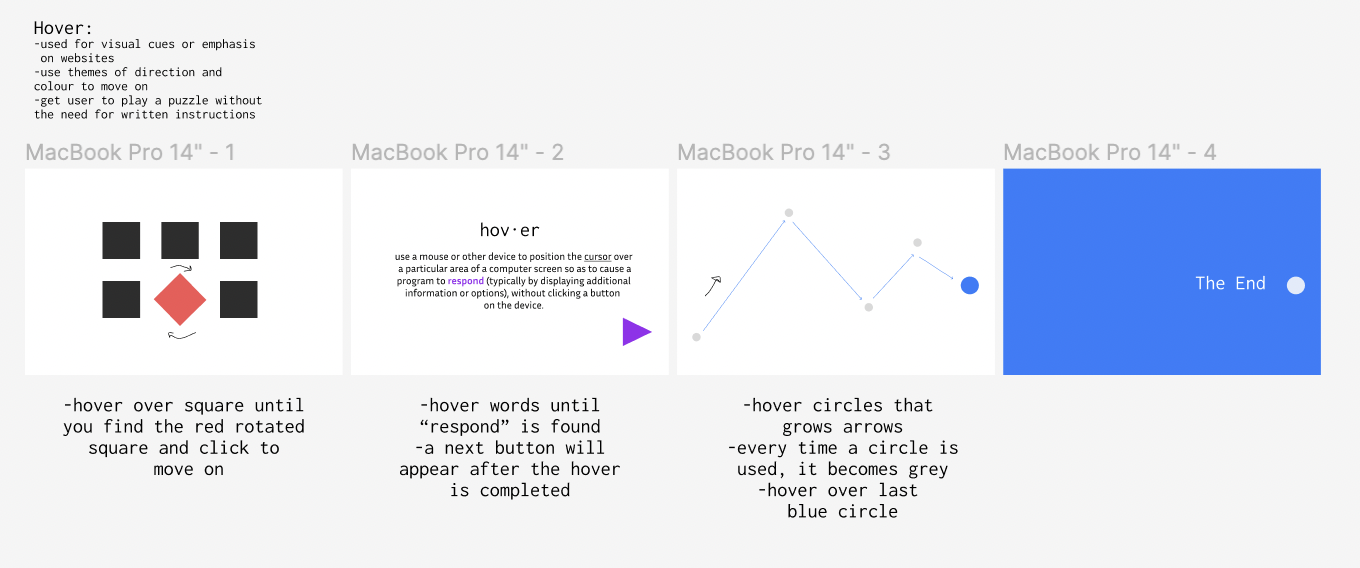 Hover:
-used for visual cues or emphasis
on websites
-use themes of direction and
colour to move on
-get user to play a puzzle without
the need for written instructions
MacBook Pro 14" - 1
MacBook Pro 14" - 2
MacBook Pro 14" - 3
MacBook Pro 14" - 4
hov·er
use a mouse or other device to position the cursor over
a particular area of a computer screen so as to cause a
program to respond (typically by displaying additional
information or options), without clicking a button
on the device.
The End
-hover over square until
you find the red rotated
square and click to
move on
-hover words until
“respond” is found
-a next button will
appear after the hover
is completed
-hover circles that
grows arrows
-every time a circle is
used, it becomes grey
-hover over last
blue circle